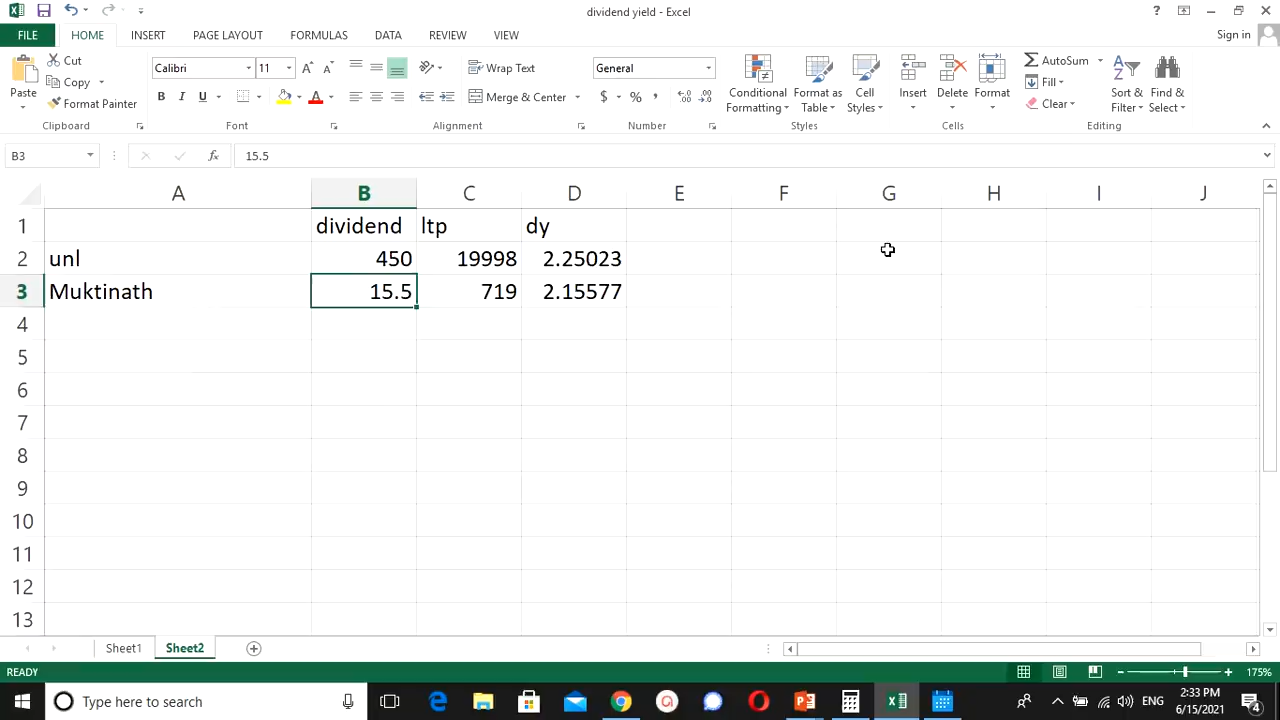 dividend yield - Excel
?
FILE HOME INSERT PAGE LAYOUT FORMULAS DATA REVIEW VIEW Sign in
Cut
Copy
Format Painter
Paste
Calibri 11
B I U
Wrap Text
Merge & Center
General
$ % ,
Conditional Formatting
Format as Table
Cell Styles
Insert Delete Format
AutoSum
Fill
Clear
Sort & Filter
Find & Select
Clipboard Font Alignment Number Styles Cells Editing
B3 fx 15.5
A B C D E F G H I J
1 dividend ltp dy
2 unl 450 19998 2.25023
3 Muktinath 15.5 719 2.15577
4
5
6
7
8
9
10
11
12
13
Sheet1 Sheet2
READY 175%
Type here to search
ENG
2:33 PM
6/15/2021
4